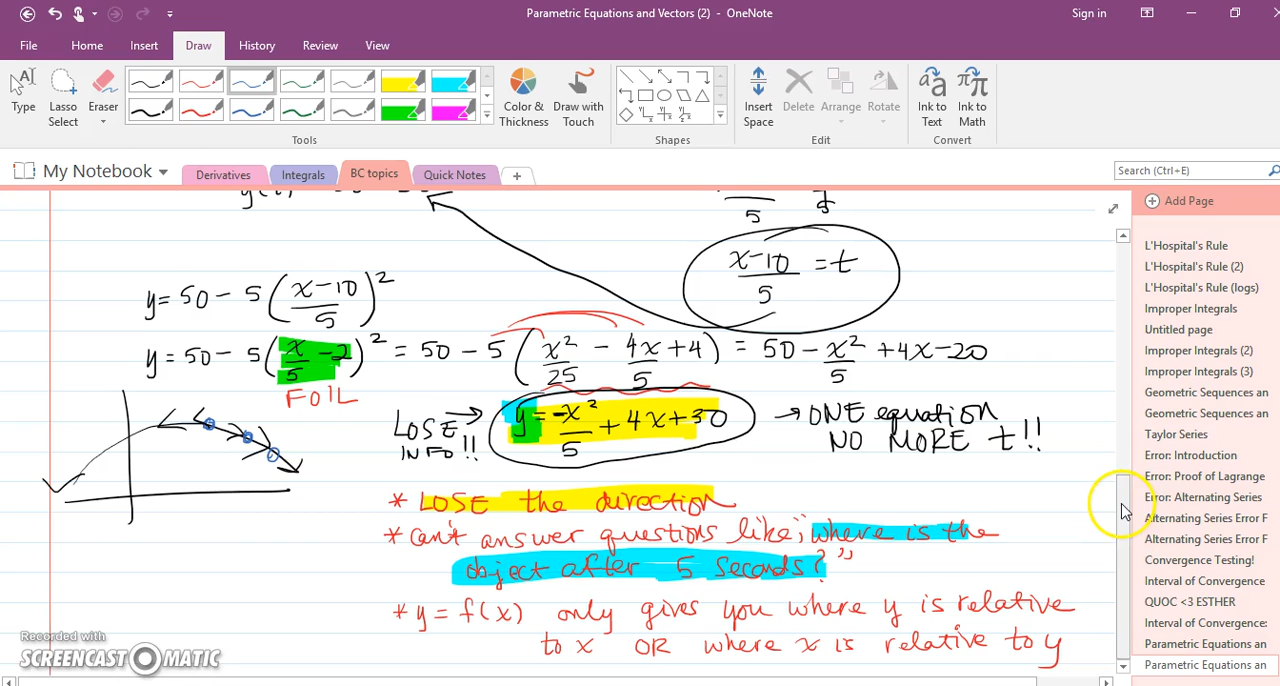 Parametric Equations and Vectors (2) - OneNote
Sign in
File Home Insert Draw History Review View
Type
Lasso Select
Eraser
Color & Thickness
Draw with Touch
Insert Space
Delete
Arrange
Rotate
Ink to Text
Ink to Math
Tools
Shapes
Edit
Convert
My Notebook
Derivatives
Integrals
BC topics
Quick Notes
+
Search (Ctrl+E)
Add Page
5
(x-10)/5 = t
y = 50 - 5((x-10)/5)²
y = 50 - 5(x/5 - 2)² = 50 - 5(x²/25 - 4x/5 + 4) = 50 - x²/5 + 4x - 20
FOIL
LOSE INFO!!
y = -x²/5 + 4x + 30
→ ONE equation
NO MORE t!!
* LOSE the direction
* can't answer questions like, "where is the
object after 5 seconds?"
* y = f(x) only gives you where y is relative
to x OR where x is relative to y
L'Hospital's Rule
L'Hospital's Rule (2)
L'Hospital's Rule (logs)
Improper Integrals
Untitled page
Improper Integrals (2)
Improper Integrals (3)
Geometric Sequences an
Geometric Sequences and
Taylor Series
Error: Introduction
Error: Proof of Lagrange
Error: Alternating Series
Alternating Series Error F
Alternating Series Error F
Convergence Testing!
Interval of Convergence
QUOC <3 ESTHER
Interval of Convergence:
Parametric Equations an
Parametric Equations an
Recorded with
SCREENCAST-O-MATIC